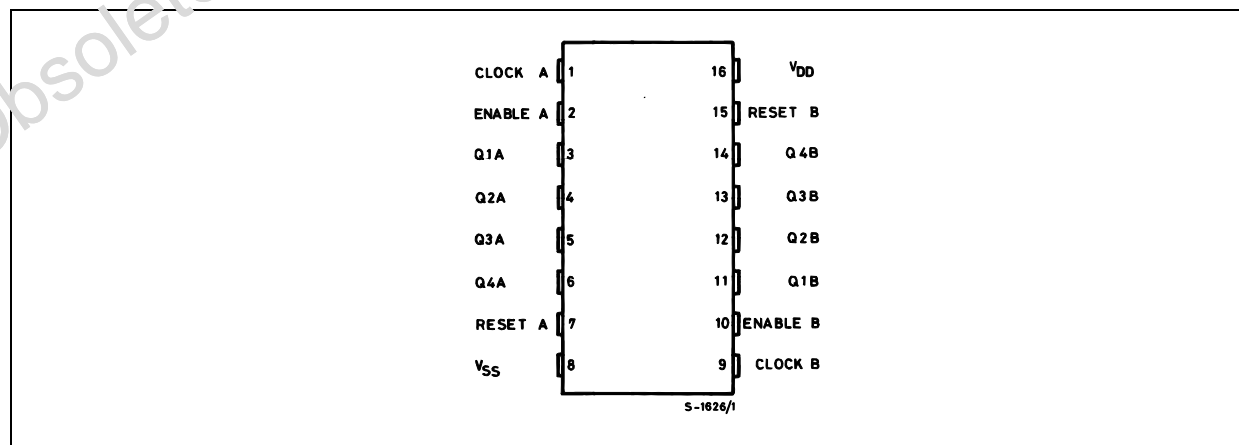 Obsolete
CLOCK A 1 16 VDD
ENABLE A 2 15 RESET B
Q1A 3 14 Q4B
Q2A 4 13 Q3B
Q3A 5 12 Q2B
Q4A 6 11 Q1B
RESET A 7 10 ENABLE B
VSS 8 9 CLOCK B
S-1626/1